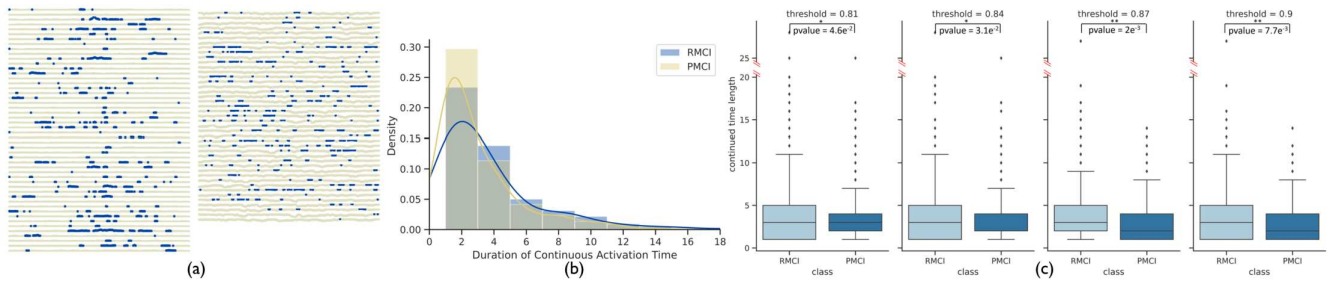 (a)
0.30
0.25
0.20
0.15
0.10
0.05
0.00
Density
RMCI
PMCI
0 2 4 6 8 10 12 14 16 18
Duration of Continuous Activation Time
(b)
continued time length
25
20
15
10
5
0
threshold = 0.81
*
pvalue = 4.6e⁻²
RMCI PMCI
class
threshold = 0.84
*
pvalue = 3.1e⁻²
RMCI PMCI
class
threshold = 0.87
**
pvalue = 2e⁻³
RMCI PMCI
class
threshold = 0.9
**
pvalue = 7.7e⁻³
RMCI PMCI
class
(c)